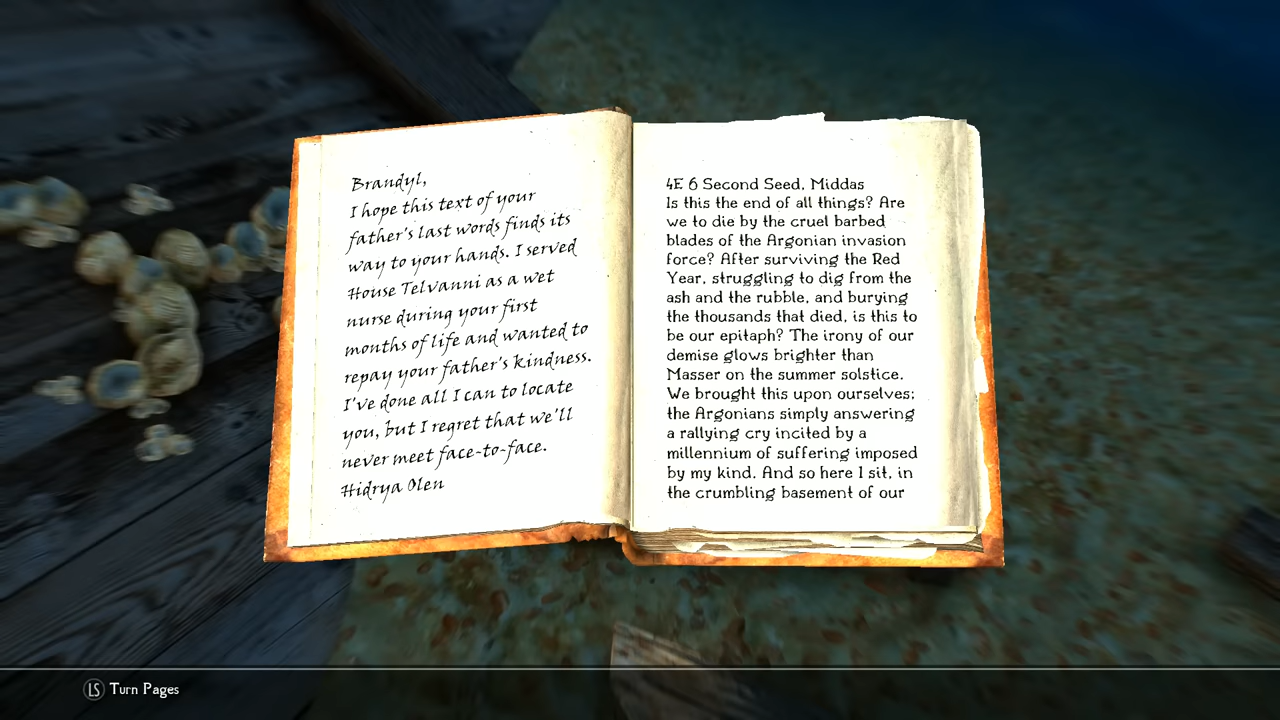 Brandyl,
I hope this text of your
father's last words finds its
way to your hands. I served
House Telvanni as a wet
nurse during your first
months of life and wanted to
repay your father's kindness.
I've done all I can to locate
you, but I regret that we'll
never meet face-to-face.
Hidrya Olen
4E 6 Second Seed, Middas
Is this the end of all things? Are
we to die by the cruel barbed
blades of the Argonian invasion
force? After surviving the Red
Year, struggling to dig from the
ash and the rubble, and burying
the thousands that died, is this to
be our epitaph? The irony of our
demise glows brighter than
Masser on the summer solstice.
We brought this upon ourselves;
the Argonians simply answering
a rallying cry incited by a
millennium of suffering imposed
by my kind. And so here I sit, in
the crumbling basement of our
LS Turn Pages